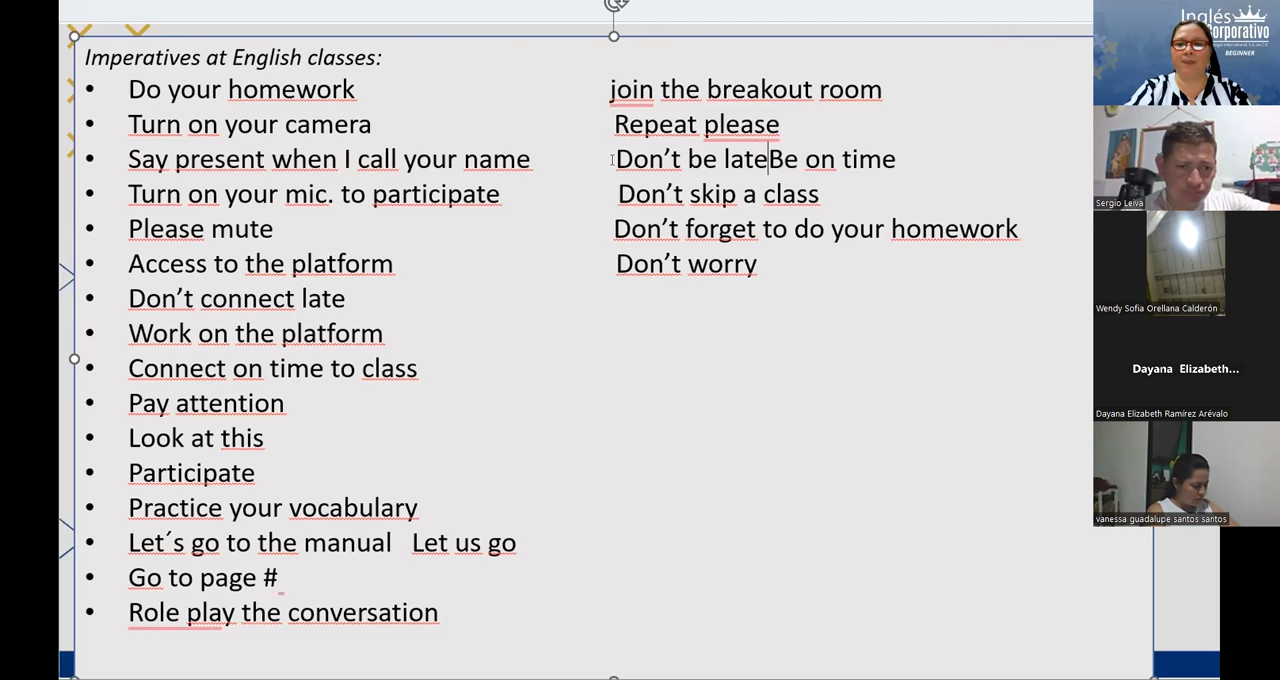 Imperatives at English classes:
• Do your homework
• Turn on your camera
• Say present when I call your name
• Turn on your mic. to participate
• Please mute
• Access to the platform
• Don't connect late
• Work on the platform
• Connect on time to class
• Pay attention
• Look at this
• Participate
• Practice your vocabulary
• Let´s go to the manual   Let us go
• Go to page #
• Role play the conversation
join the breakout room
Repeat please
Don't be lateBe on time
Don't skip a class
Don't forget to do your homework
Don't worry
Inglés
Corporativo
BEGINNER
Sergio Leiva
Wendy Sofia Orellana Calderón
Dayana Elizabeth...
Dayana Elizabeth Ramírez Arévalo
vanessa guadalupe santos santos